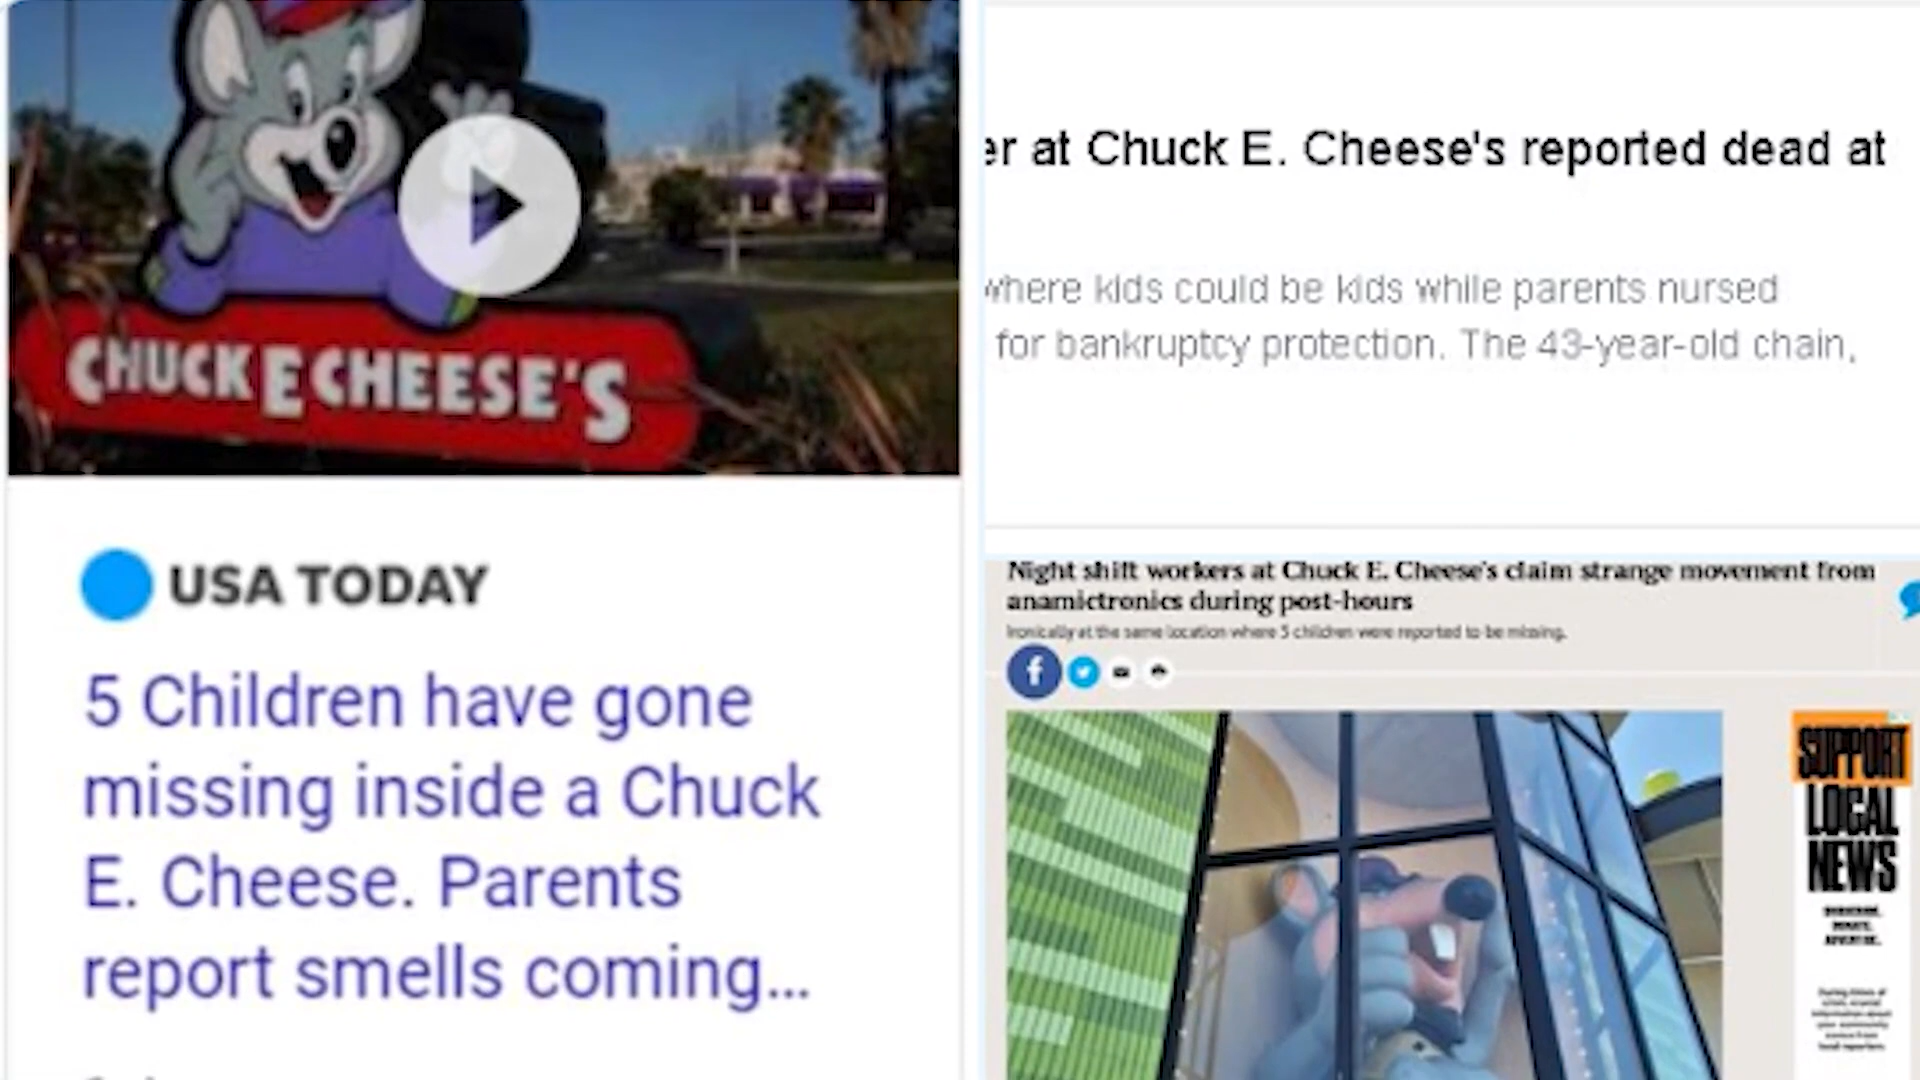 CHUCK E CHEESE'S
USA TODAY
5 Children have gone
missing inside a Chuck
E. Cheese. Parents
report smells coming...
er at Chuck E. Cheese's reported dead at
where kids could be kids while parents nursed
for bankruptcy protection. The 43-year-old chain,
Night shift workers at Chuck E. Cheese's claim strange movement from
anamictronics during post-hours
Ironically at the same location where 5 children were reported to be missing.
f
SUPPORT
LOCAL
NEWS